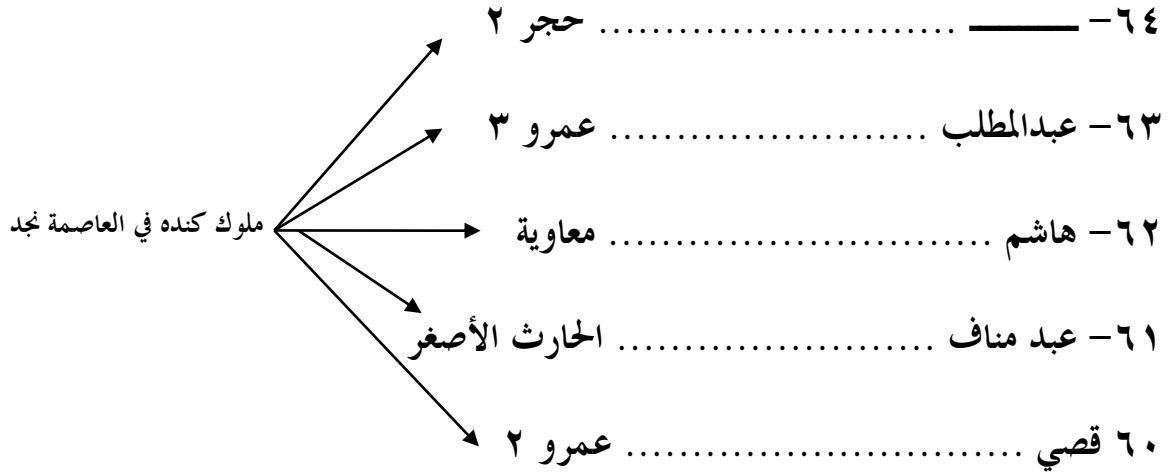 ٦٤- ـــــــــ ........................... حجر ٢
٦٣- عبدالمطلب ........................ عمرو ٣
ملوك كنده في العاصمة نجد
٦٢- هاشم ............................. معاوية
٦١- عبد مناف ........................ الحارث الأصغر
٦٠ قصي ............................ عمرو ٢